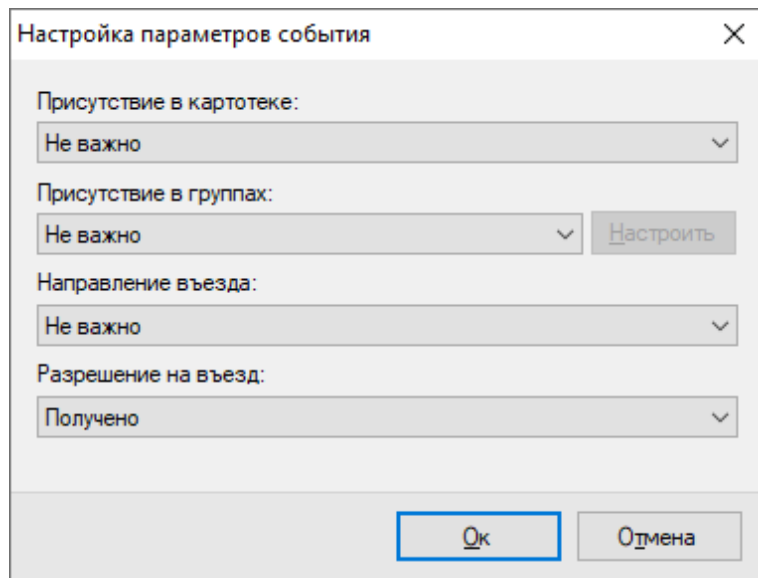 Настройка параметров события
Присутствие в картотеке:
Не важно
Присутствие в группах:
Не важно Настроить
Направление въезда:
Не важно
Разрешение на въезд:
Получено
Ок Отмена